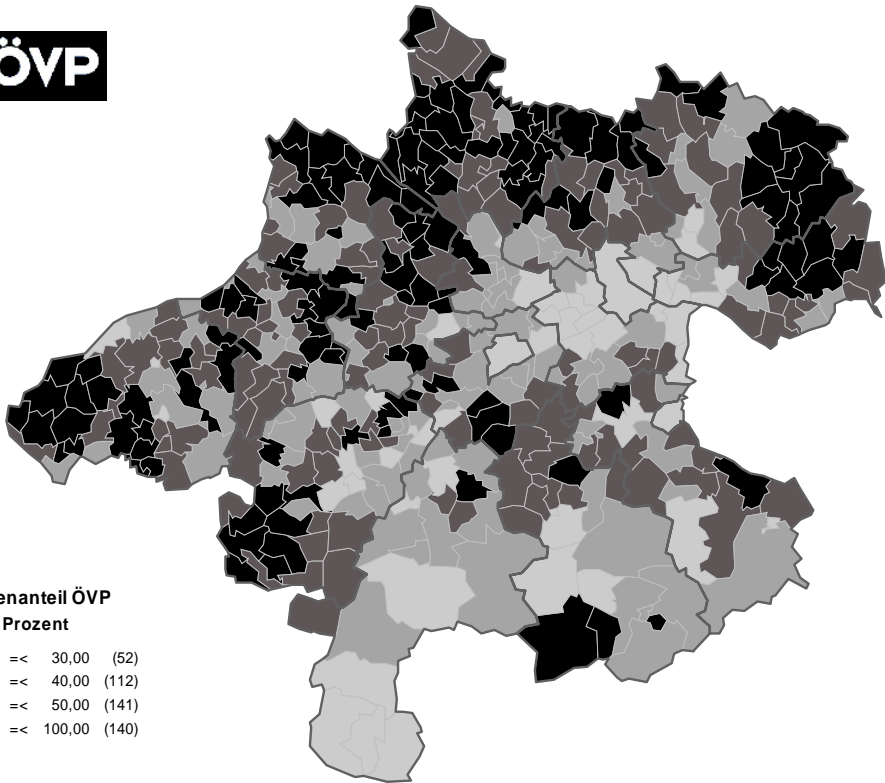 ÖVP
enanteil ÖVP
Prozent
=< 30,00 (52)
=< 40,00 (112)
=< 50,00 (141)
=< 100,00 (140)